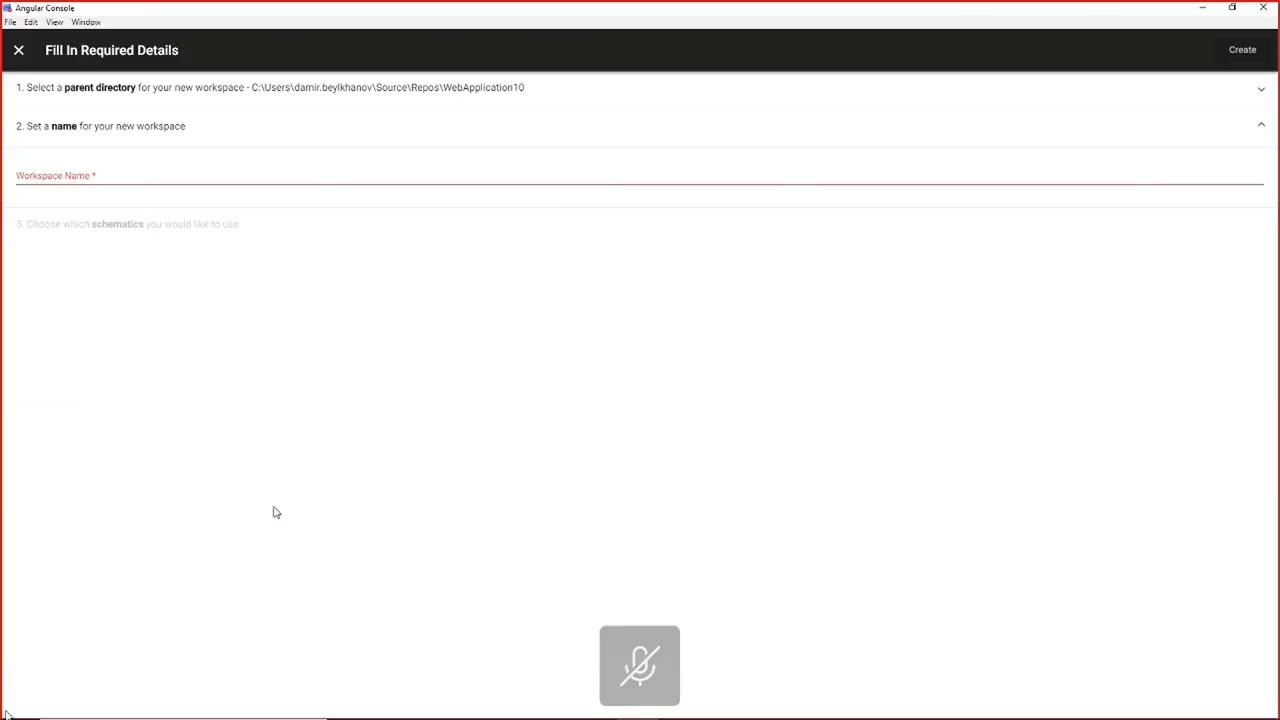 Angular Console
File Edit View Window
Fill In Required Details
Create
1. Select a parent directory for your new workspace - C:\Users\damir.beylkhanov\Source\Repos\WebApplication10
2. Set a name for your new workspace
Workspace Name *
3. Choose which schematics you would like to use